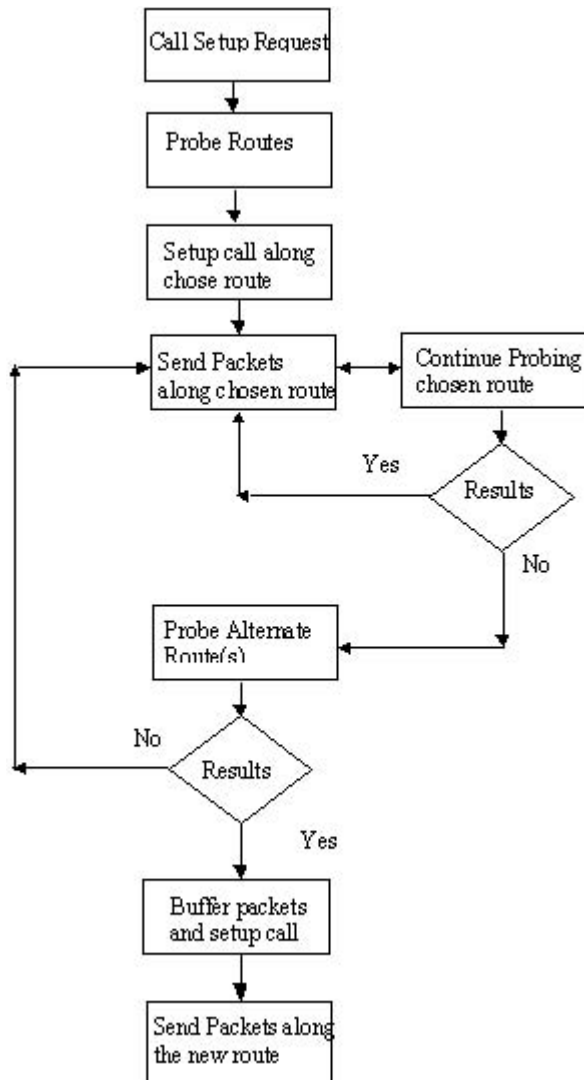 Call Setup Request
Probe Routes
Setup call along
chose route
Send Packets
along chosen route
Continue Probing
chosen route
Yes
Results
No
Probe Alternate
Route(s)
No
Results
Yes
Buffer packets
and setup call
Send Packets along
the new route